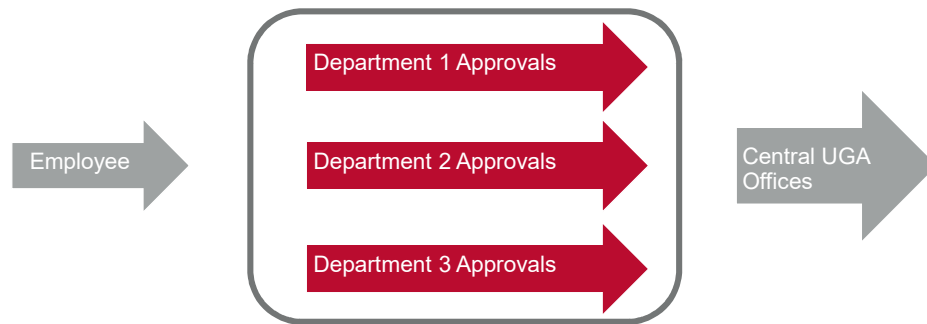 Department 1 Approvals
Employee
Department 2 Approvals
Central UGA
Offices
Department 3 Approvals